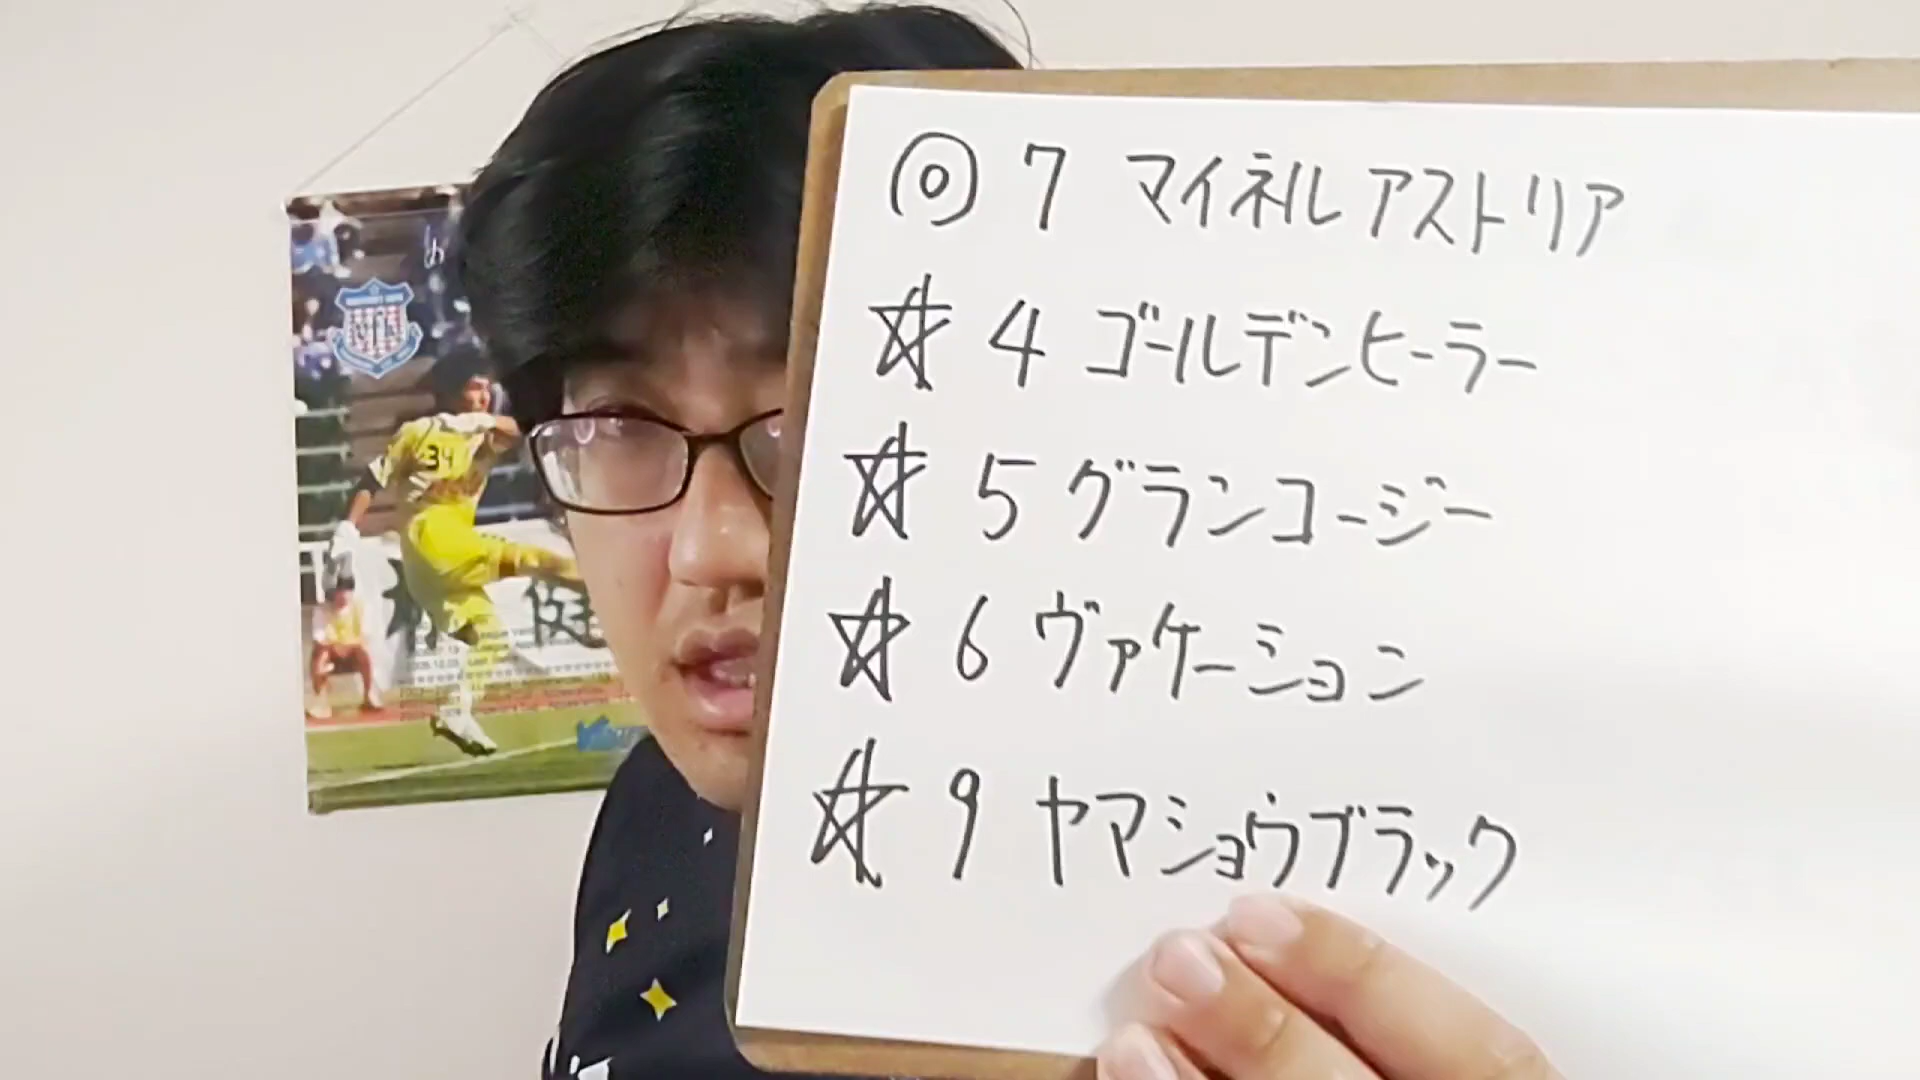 ◎ 7 マイネルアストリア
☆ 4 ゴールデンヒーラー
☆ 5 グランコージー
☆ 6 ヴァケーション
☆ 9 ヤマショウブラック
34
健